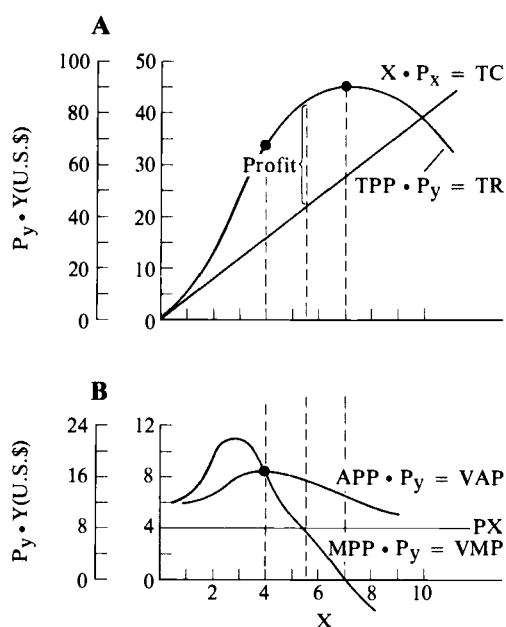 A
100
80
60
40
20
0
50
40
30
20
10
0
Py • Y(U.S.$)
X • Px = TC
Profit
TPP • Py = TR
B
24
16
8
0
12
8
4
0
Py • Y(U.S.$)
APP • Py = VAP
PX
MPP • Py = VMP
2 4 6 8 10
X